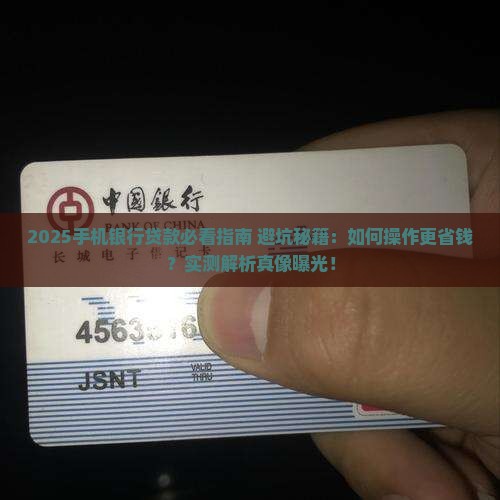 中国銀行
BANK OF CHINA
2025手机银行贷款必看指南 避坑秘籍：如何操作更省钱
？实测解析真像曝光！
长城电子借记卡
4563
JSNT
VALID
THRU